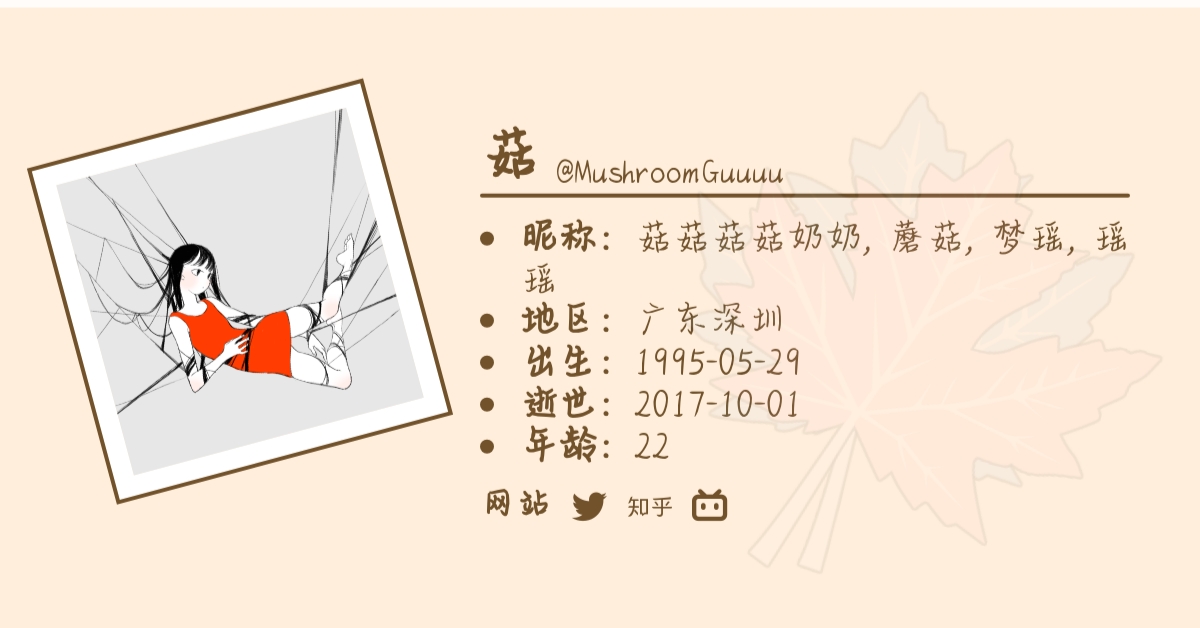 菇 @MushroomGuuuu
昵称：菇菇菇菇奶奶，蘑菇，梦瑶，瑶
瑶
地区：广东深圳
出生：1995-05-29
逝世：2017-10-01
年龄：22
网站 知乎